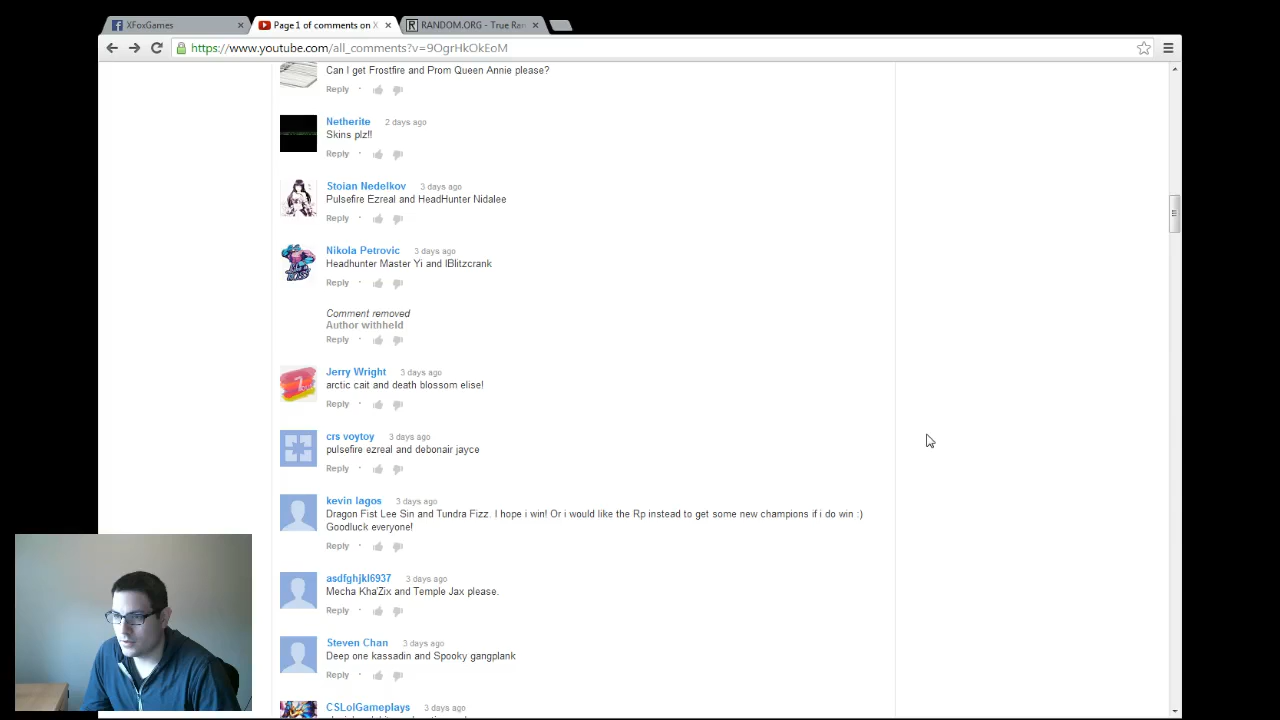 XFoxGames
Page 1 of comments on X
RANDOM.ORG - True Ran
https://www.youtube.com/all_comments?v=9OgrHkOkEoM
Can I get Frostfire and Prom Queen Annie please?
Reply ·
Netherite 2 days ago
Skins plz!!
Reply ·
Stoian Nedelkov 3 days ago
Pulsefire Ezreal and HeadHunter Nidalee
Reply ·
Nikola Petrovic 3 days ago
Headhunter Master Yi and IBlitzcrank
Reply ·
Comment removed
Author withheld
Reply ·
Jerry Wright 3 days ago
arctic cait and death blossom elise!
Reply ·
crs voytoy 3 days ago
pulsefire ezreal and debonair jayce
Reply ·
kevin lagos 3 days ago
Dragon Fist Lee Sin and Tundra Fizz. I hope i win! Or i would like the Rp instead to get some new champions if i do win :)
Goodluck everyone!
Reply ·
asdfghjkl6937 3 days ago
Mecha Kha'Zix and Temple Jax please.
Reply ·
Steven Chan 3 days ago
Deep one kassadin and Spooky gangplank
Reply ·
CSLolGameplays 3 days ago